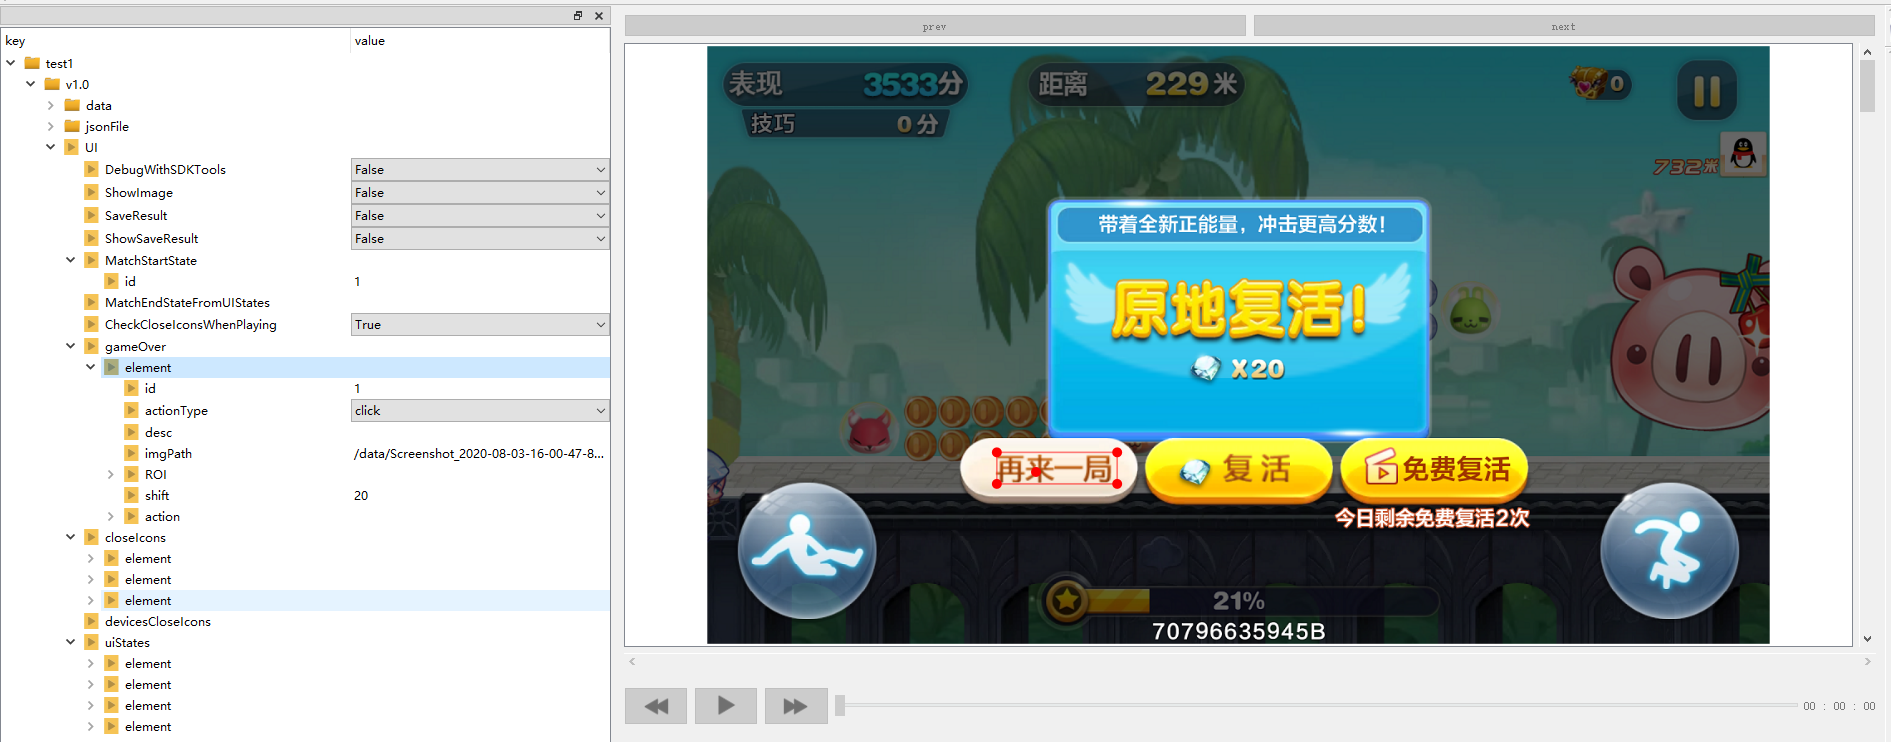 key value
test1
v1.0
data
jsonFile
UI
DebugWithSDKTools False
ShowImage False
SaveResult False
ShowSaveResult False
MatchStartState
id 1
MatchEndStateFromUIStates
CheckCloseIconsWhenPlaying True
gameOver
element
id 1
actionType click
desc
imgPath /data/Screenshot_2020-08-03-16-00-47-8...
ROI
shift 20
action
closeIcons
element
element
element
devicesCloseIcons
uiStates
element
element
element
element
prev next
表现 3533分 距离 229米 0
技巧 0分
732米
带着全新正能量，冲击更高分数！
原地复活！
X20
再来一局 复活 免费复活
今日剩余免费复活2次
21%
70796635945B
00 : 00 : 00